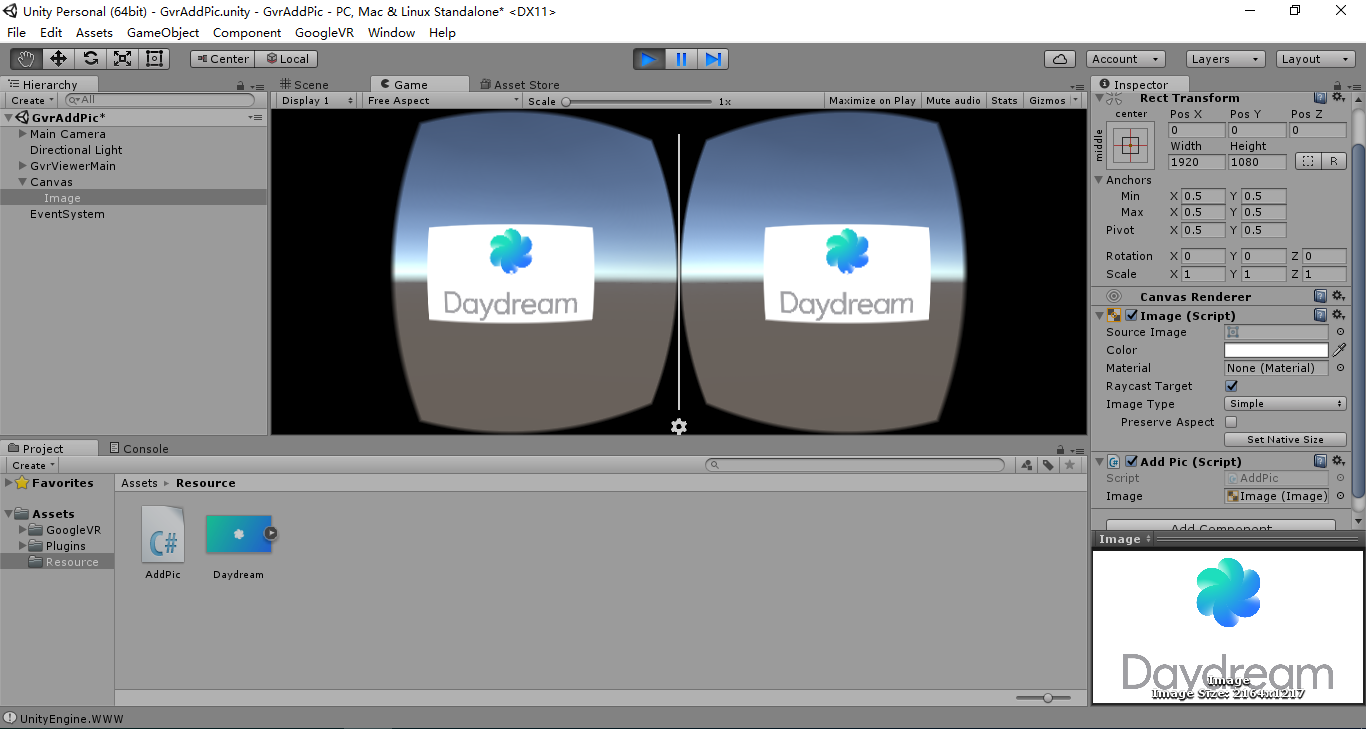 Unity Personal (64bit) - GvrAddPic.unity - GvrAddPic - PC, Mac & Linux Standalone* <DX11>
File Edit Assets GameObject Component GoogleVR Window Help
Center Local Account Layers Layout
Hierarchy
Create All
GvrAddPic*
Main Camera
Directional Light
GvrViewerMain
Canvas
Image
EventSystem
Scene Game Asset Store
Display 1 Free Aspect Scale 1x Maximize on Play Mute audio Stats Gizmos
Daydream Daydream
Inspector
Rect Transform
center
middle
Pos X Pos Y Pos Z
0 0 0
Width Height
1920 1080
R
Anchors
Min X 0.5 Y 0.5
Max X 0.5 Y 0.5
Pivot X 0.5 Y 0.5
Rotation X 0 Y 0 Z 0
Scale X 1 Y 1 Z 1
Canvas Renderer
Image (Script)
Source Image
Color
Material None (Material)
Raycast Target
Image Type Simple
Preserve Aspect
Set Native Size
Add Pic (Script)
Script AddPic
Image Image (Image)
Add Component
Image
Daydream
Image
Image Size: 2164x1217
Project Console
Create
Favorites
Assets
GoogleVR
Plugins
Resource
Assets Resource
C#
AddPic Daydream
UnityEngine.WWW